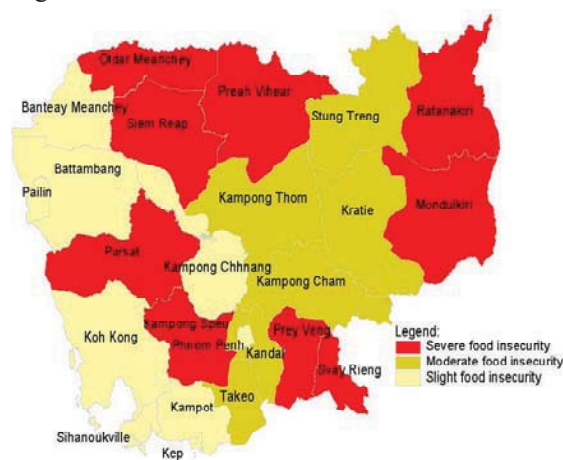 Oldar Meanchey
Preah Vihear
Banteay Meanchey
Siem Reap
Stung Treng
Ratanakiri
Battambang
Pailin
Kampong Thom
Kratie
Mondulkiri
Parsat
Kampong Chhnang
Kampong Cham
Koh Kong
Kampong Speu
Phnom Penh
Prey Veng
Kandal
Svay Rieng
Takeo
Kampot
Sihanoukville
Kep
Legend:
Severe food insecurity
Moderate food insecurity
Slight food insecurity